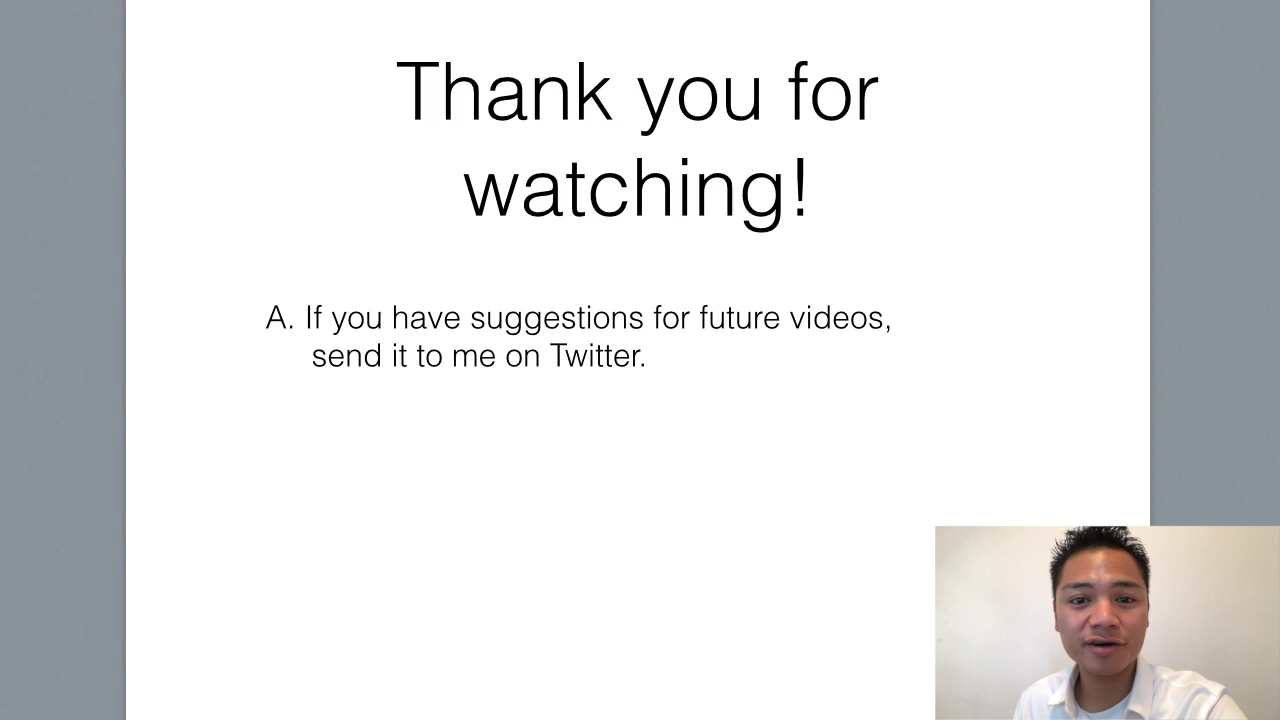 Thank you for
watching!
A. If you have suggestions for future videos,
send it to me on Twitter.